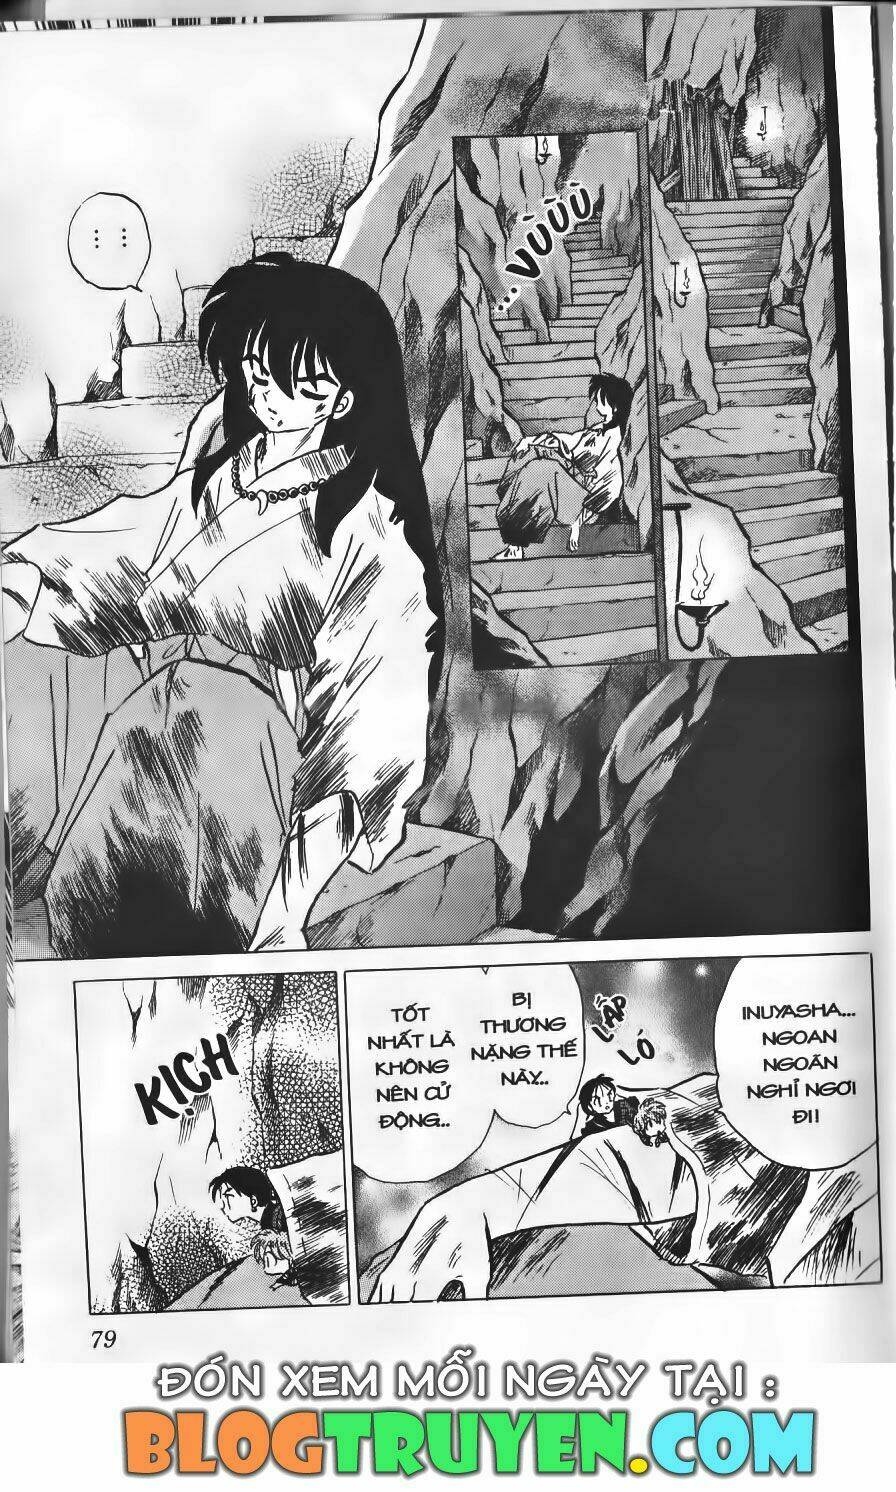 ...VÙÙÙ
...
...
INUYASHA...
NGOAN
NGOÃN
NGHỈ NGƠI
ĐI!
LẤP
LÓ
BỊ
THƯƠNG
NẶNG THẾ
NÀY...
TỐT
NHẤT LÀ
KHÔNG
NÊN CỬ
ĐỘNG...
KỊCH
79
ĐÓN XEM MỖI NGÀY TẠI :
BLOGTRUYEN.COM